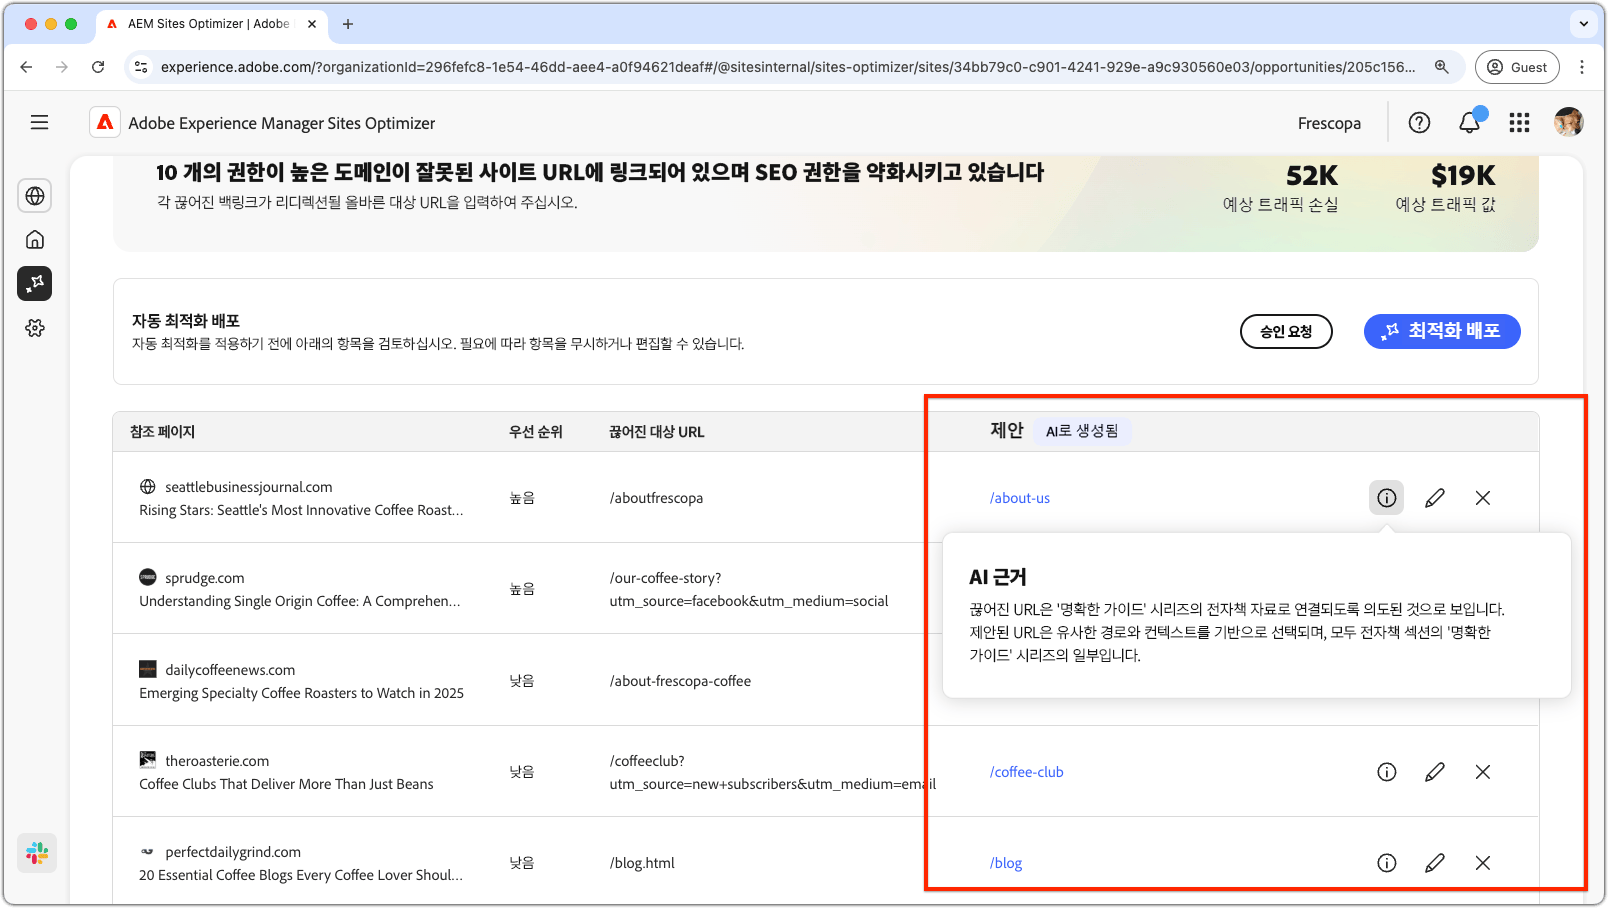 AEM Sites Optimizer | Adobe
experience.adobe.com/?organizationId=296fefc8-1e54-46dd-aee4-a0f94621deaf#/@sitesinternal/sites-optimizer/sites/34bb79c0-c901-4241-929e-a9c930560e03/opportunities/205c156...
Guest
Adobe Experience Manager Sites Optimizer
Frescopa
10 개의 권한이 높은 도메인이 잘못된 사이트 URL에 링크되어 있으며 SEO 권한을 약화시키고 있습니다
각 끊어진 백링크가 리디렉션될 올바른 대상 URL을 입력하여 주십시오.
52K
예상 트래픽 손실
$19K
예상 트래픽 값
자동 최적화 배포
자동 최적화를 적용하기 전에 아래의 항목을 검토하십시오. 필요에 따라 항목을 무시하거나 편집할 수 있습니다.
승인 요청
최적화 배포
참조 페이지
우선 순위
끊어진 대상 URL
제안
AI로 생성됨
seattlebusinessjournal.com
Rising Stars: Seattle's Most Innovative Coffee Roast...
높음
/aboutfrescopa
/about-us
sprudge.com
Understanding Single Origin Coffee: A Comprehen...
높음
/our-coffee-story?
utm_source=facebook&utm_medium=social
AI 근거
끊어진 URL은 '명확한 가이드' 시리즈의 전자책 자료로 연결되도록 의도된 것으로 보입니다.
제안된 URL은 유사한 경로와 컨텍스트를 기반으로 선택되며, 모두 전자책 섹션의 '명확한
가이드' 시리즈의 일부입니다.
dailycoffeenews.com
Emerging Specialty Coffee Roasters to Watch in 2025
낮음
/about-frescopa-coffee
theroasterie.com
Coffee Clubs That Deliver More Than Just Beans
낮음
/coffeeclub?
utm_source=new+subscribers&utm_medium=email
/coffee-club
perfectdailygrind.com
20 Essential Coffee Blogs Every Coffee Lover Shoul...
낮음
/blog.html
/blog